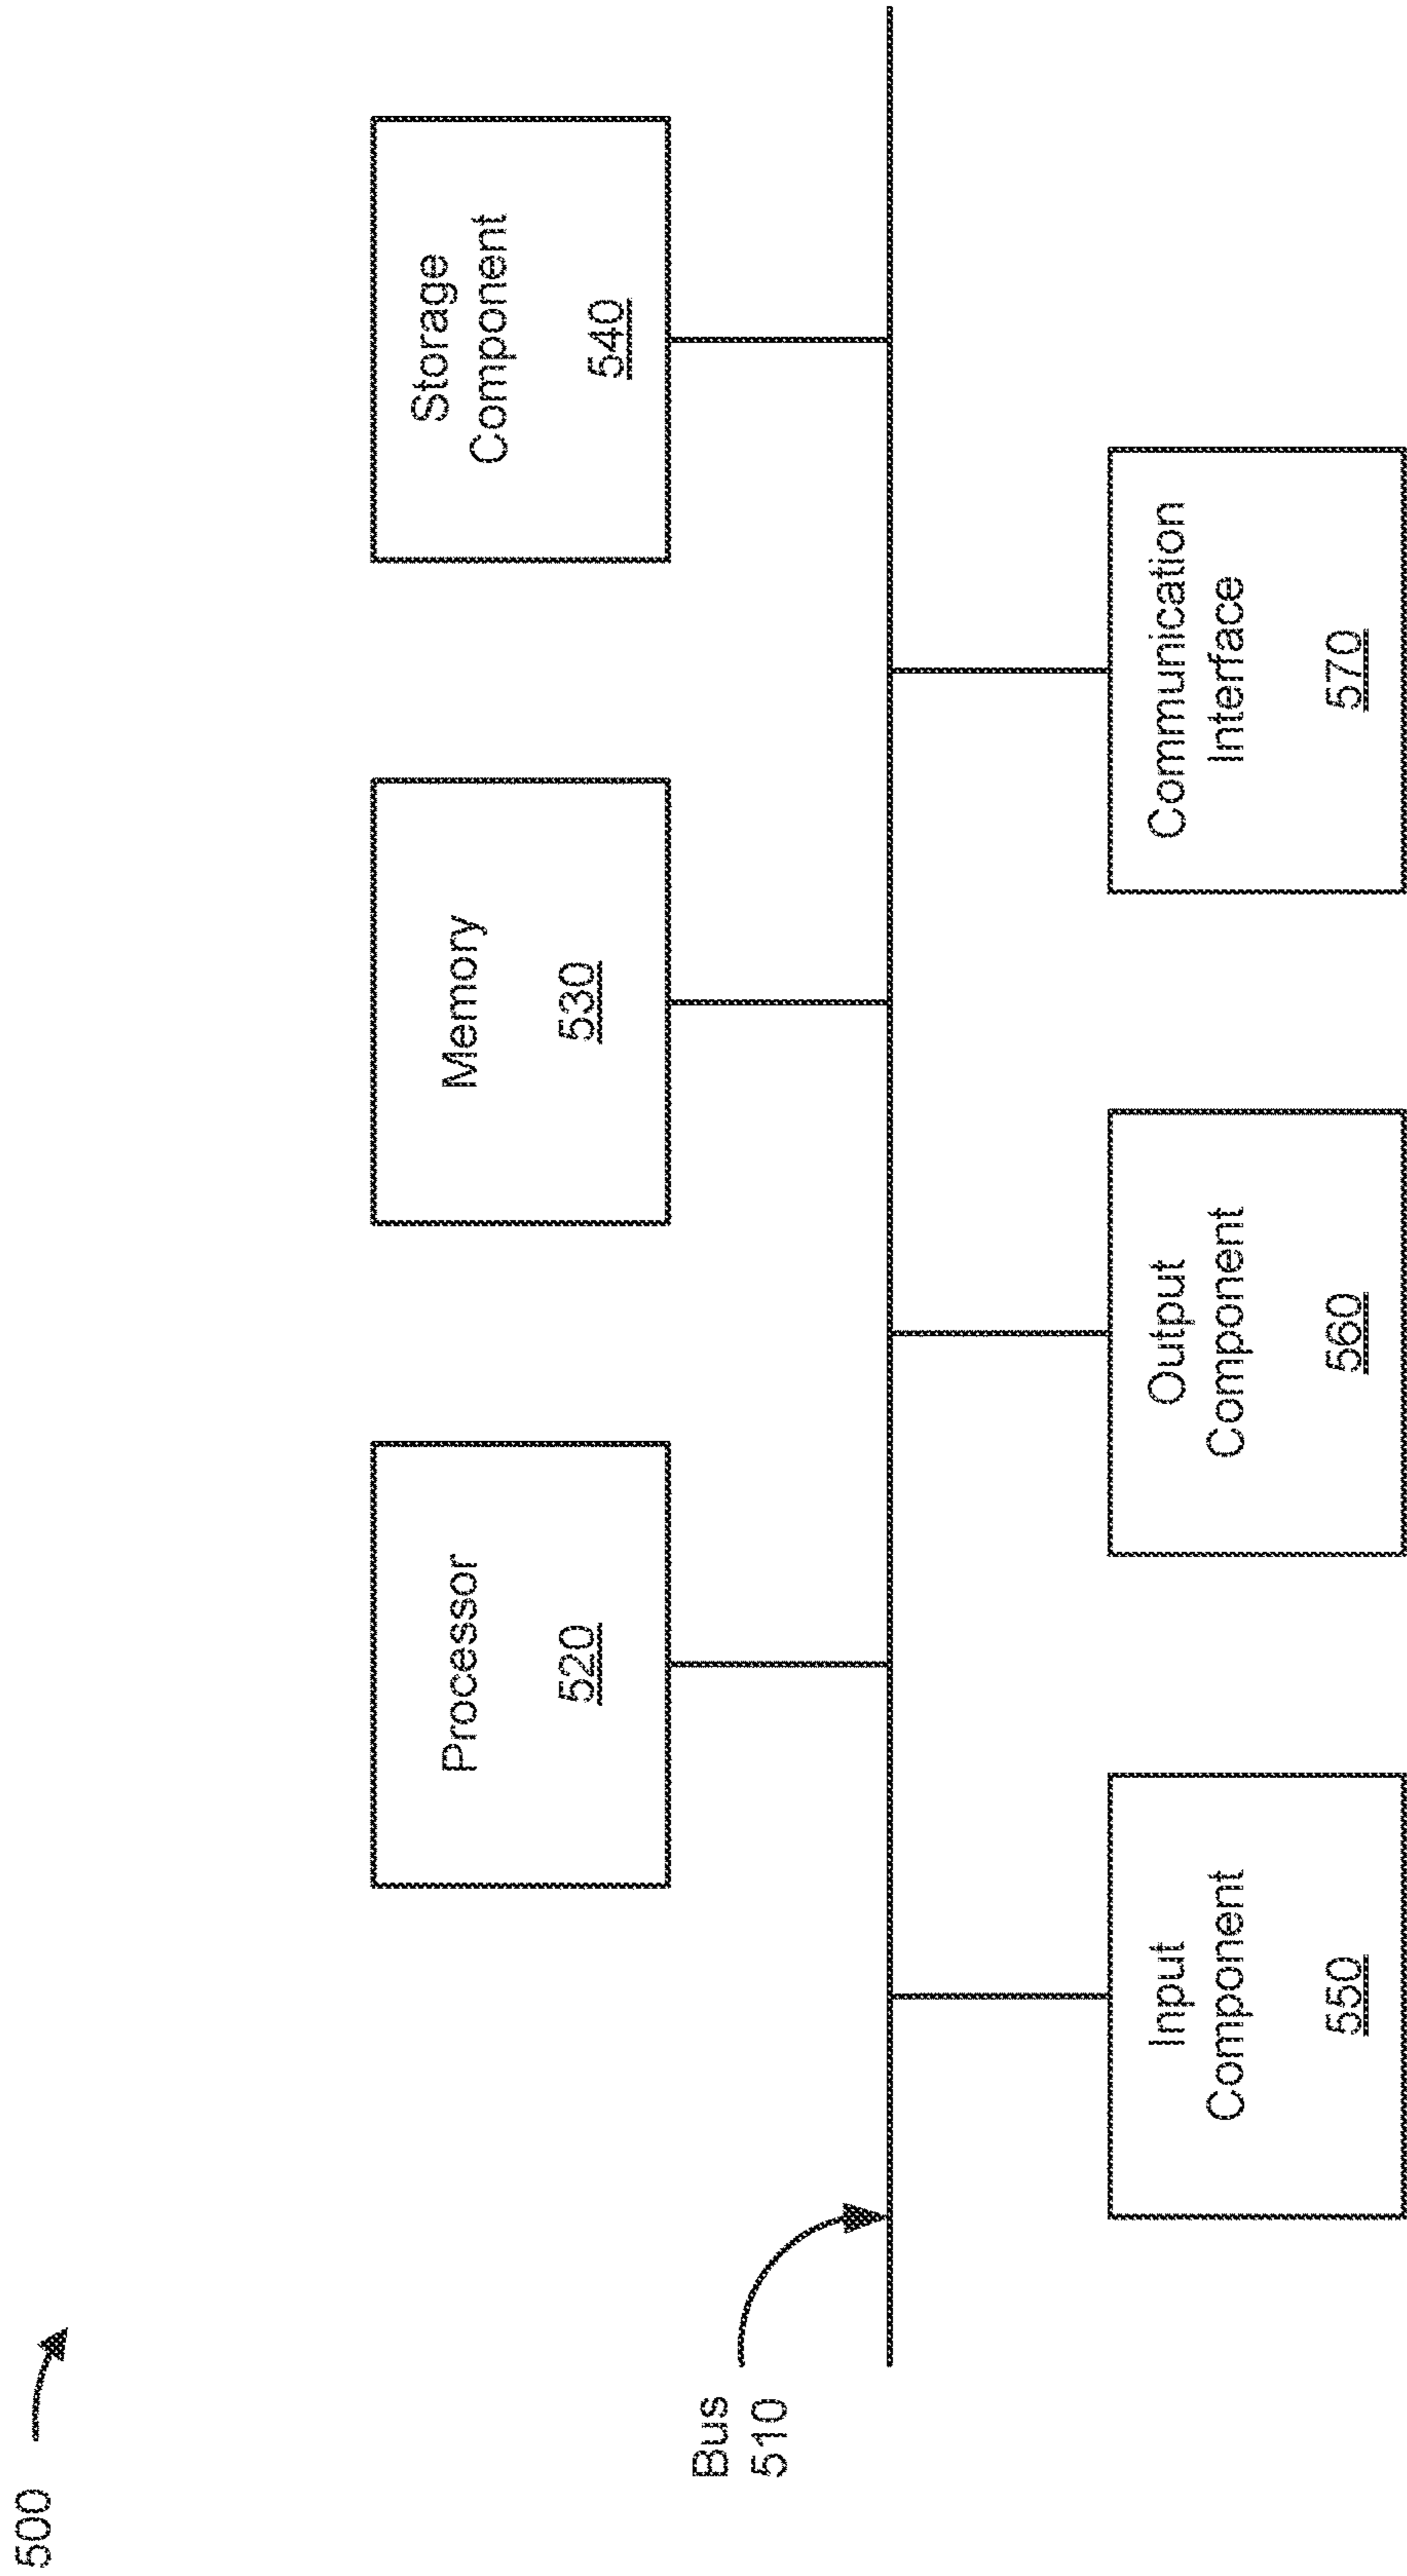 500
Bus
510
Processor
520
Memory
530
Storage
Component
540
Input
Component
550
Output
Component
560
Communication
Interface
570